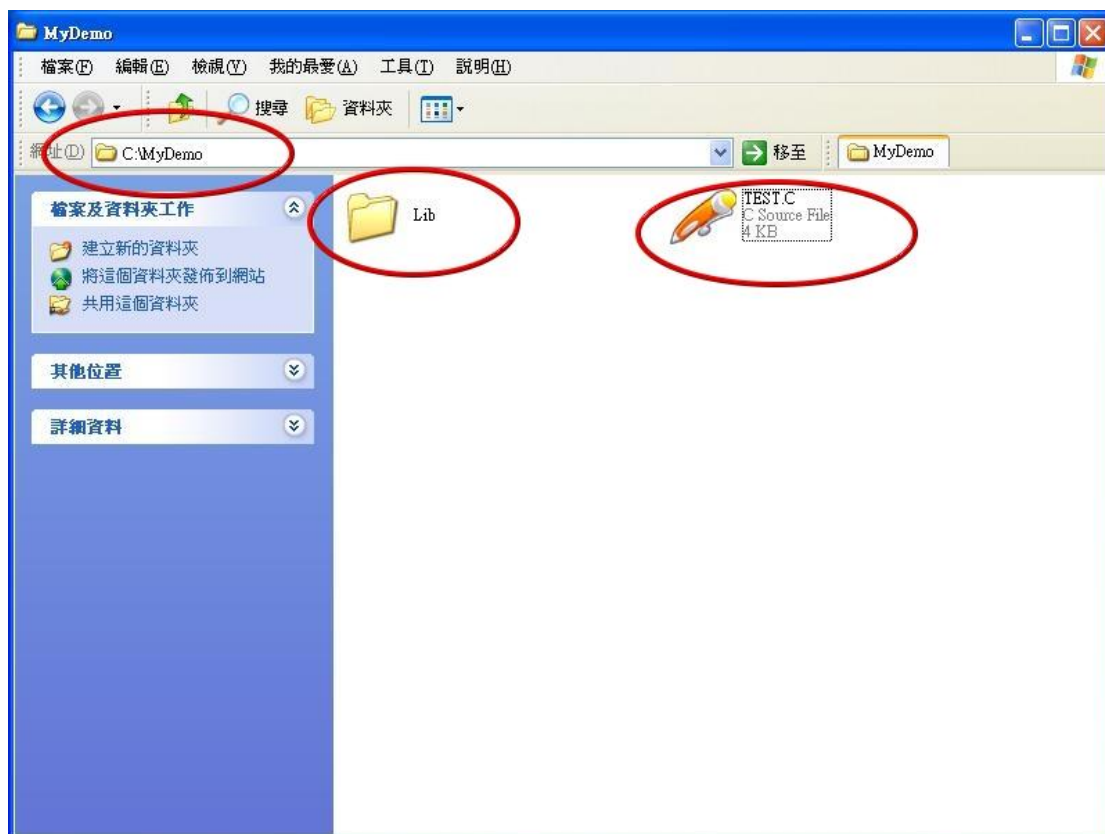 MyDemo
檔案(F) 編輯(E) 檢視(V) 我的最愛(A) 工具(T) 說明(H)
搜尋 資料夾
網址(D) C:\MyDemo 移至 MyDemo
檔案及資料夾工作
建立新的資料夾
將這個資料夾發佈到網站
共用這個資料夾
其他位置
詳細資料
Lib
TEST.C
C Source File
4 KB